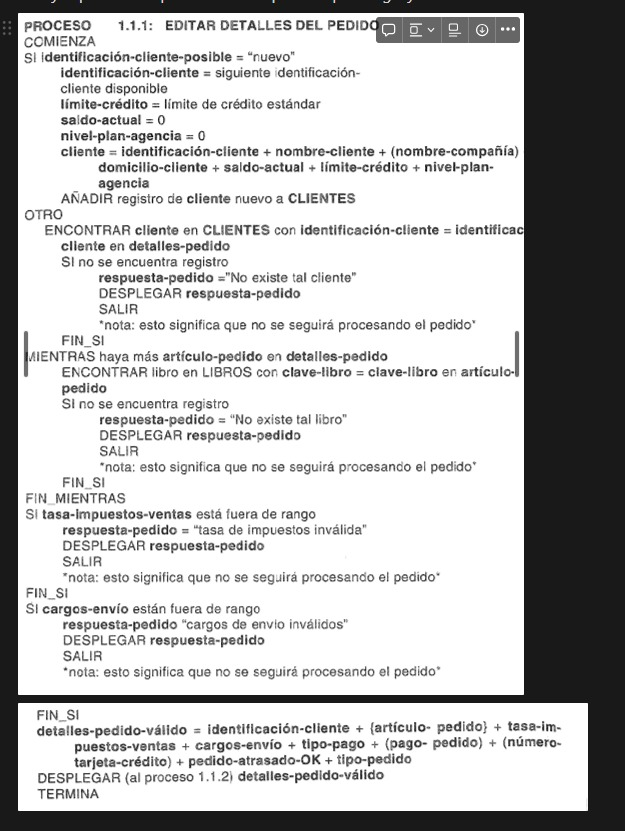 PROCESO 1.1.1: EDITAR DETALLES DEL PEDIDO
COMIENZA
SI identificación-cliente-posible = “nuevo”
identificación-cliente = siguiente identificación-
cliente disponible
límite-crédito = límite de crédito estándar
saldo-actual = 0
nivel-plan-agencia = 0
cliente = identificación-cliente + nombre-cliente + (nombre-compañía)
domicilio-cliente + saldo-actual + límite-crédito + nivel-plan-
agencia
AÑADIR registro de cliente nuevo a CLIENTES
OTRO
ENCONTRAR cliente en CLIENTES con identificación-cliente = identificac
cliente en detalles-pedido
SI no se encuentra registro
respuesta-pedido =“No existe tal cliente”
DESPLEGAR respuesta-pedido
SALIR
*nota: esto significa que no se seguirá procesando el pedido*
FIN_SI
MIENTRAS haya más artículo-pedido en detalles-pedido
ENCONTRAR libro en LIBROS con clave-libro = clave-libro en artículo-
pedido
SI no se encuentra registro
respuesta-pedido = “No existe tal libro”
DESPLEGAR respuesta-pedido
SALIR
*nota: esto significa que no se seguirá procesando el pedido*
FIN_SI
FIN_MIENTRAS
SI tasa-impuestos-ventas está fuera de rango
respuesta-pedido = “tasa de impuestos inválida”
DESPLEGAR respuesta-pedido
SALIR
*nota: esto significa que no se seguirá procesando el pedido*
FIN_SI
SI cargos-envío están fuera de rango
respuesta-pedido “cargos de envio inválidos”
DESPLEGAR respuesta-pedido
SALIR
*nota: esto significa que no se seguirá procesando el pedido*
FIN_SI
detalles-pedido-válido = identificación-cliente + {artículo- pedido} + tasa-im-
puestos-ventas + cargos-envío + tipo-pago + (pago- pedido) + (número-
tarjeta-crédito) + pedido-atrasado-OK + tipo-pedido
DESPLEGAR (al proceso 1.1.2) detalles-pedido-válido
TERMINA